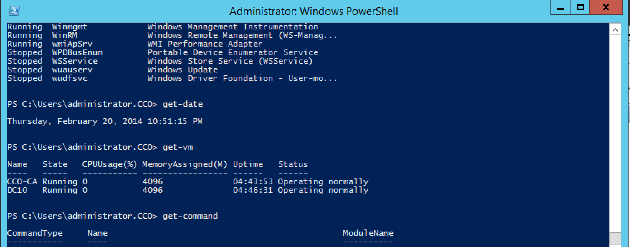 Administrator: Windows PowerShell
Running Winmgmt Windows Management Instrumentation
Running WinRM Windows Remote Management (WS-Manag...
Running wmiApSrv WMI Performance Adapter
Stopped WPDBusEnum Portable Device Enumerator Service
Stopped WSService Windows Store Service (WSService)
Stopped wuauserv Windows Update
Stopped wudfsvc Windows Driver Foundation - User-mo...
PS C:\Users\administrator.CCO> get-date
Thursday, February 20, 2014 10:51:15 PM
PS C:\Users\administrator.CCO> get-vm
Name State CPUUsage(%) MemoryAssigned(M) Uptime Status
---- ----- ----------- ----------------- ------ ------
CCO-CA Running 0 4096 04:43:53 Operating normally
DC10 Running 0 4096 04:46:31 Operating normally
PS C:\Users\administrator.CCO> get-command
CommandType Name ModuleName
----------- ---- ----------